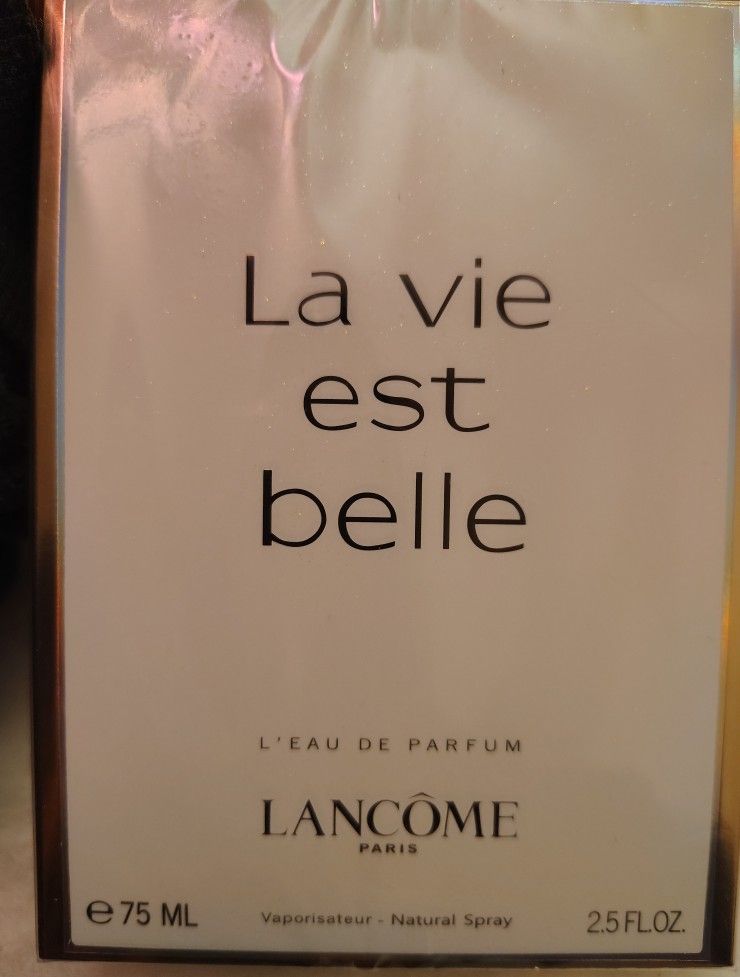 La vie
est
belle
L'EAU DE PARFUM
LANCÔME
PARIS
℮ 75 ML Vaporisateur - Natural Spray 2.5 FL.OZ.